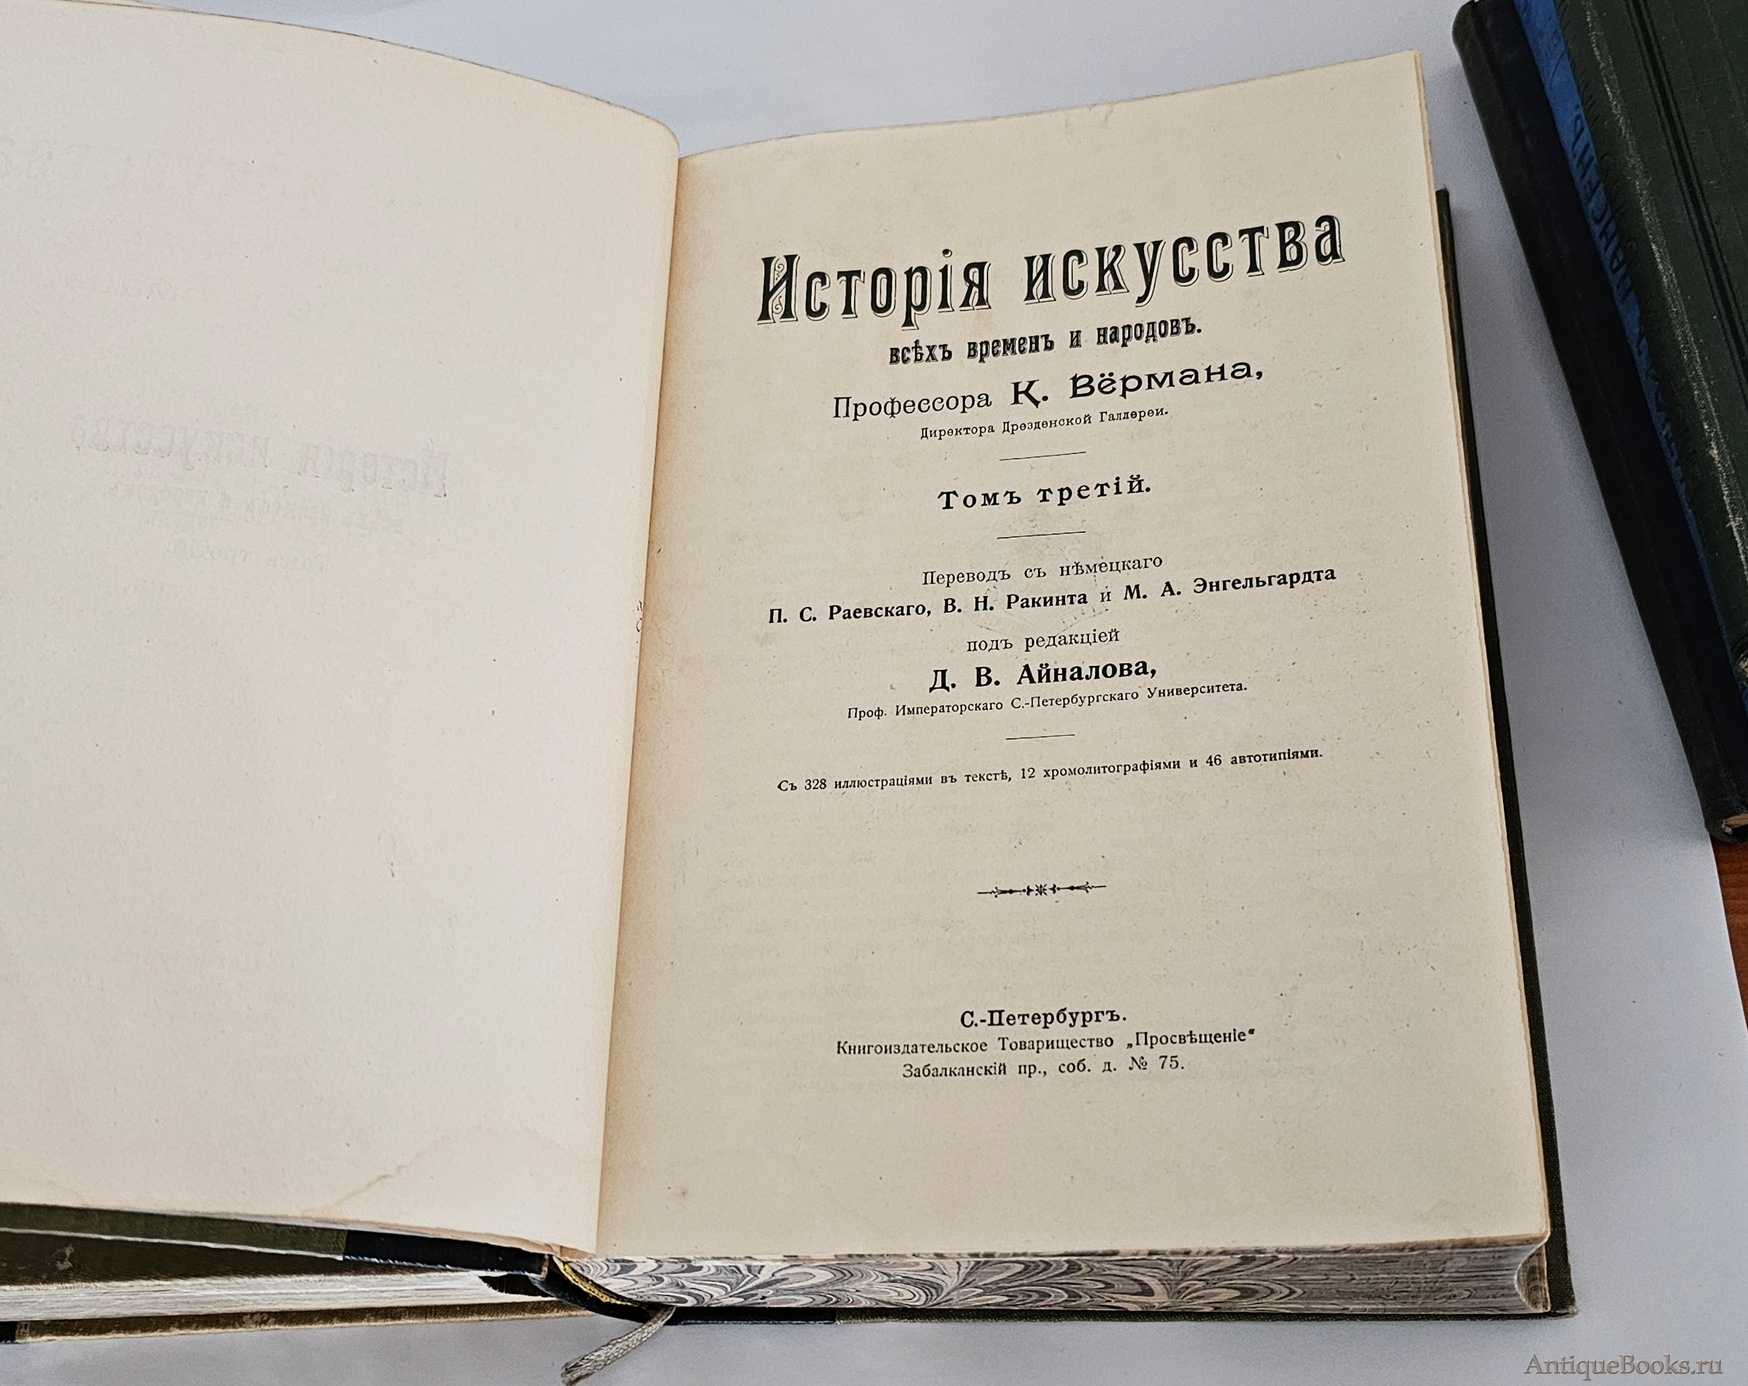 Исторія искусства
всѣхъ временъ и народовъ.
Профессора К. Вёрмана,
Директора Дрезденской Галлереи.
Томъ третій.
Переводъ съ нѣмецкаго
П. С. Раевскаго, В. Н. Ракинта и М. А. Энгельгардта
подъ редакціей
Д. В. Айналова,
Проф. Императорскаго С.-Петербургскаго Университета.
Съ 328 иллюстраціями въ текстѣ, 12 хромолитографіями и 46 автотипіями.
С.-Петербургъ.
Книгоиздательское Товарищество „Просвѣщеніе“
Забалканскій пр., соб. д. № 75.
AntiqueBooks.ru